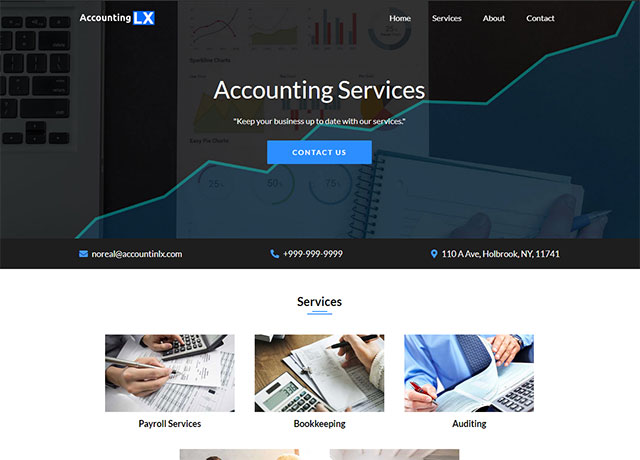 Accounting LX
Home Services About Contact
Sparkline Charts
Accounting Services
"Keep your business up to date with our services."
Easy Pie Charts
CONTACT US
25% 50% 75%
noreal@accountinlx.com +999-999-9999 110 A Ave, Holbrook, NY, 11741
Services
Payroll Services Bookkeeping Auditing